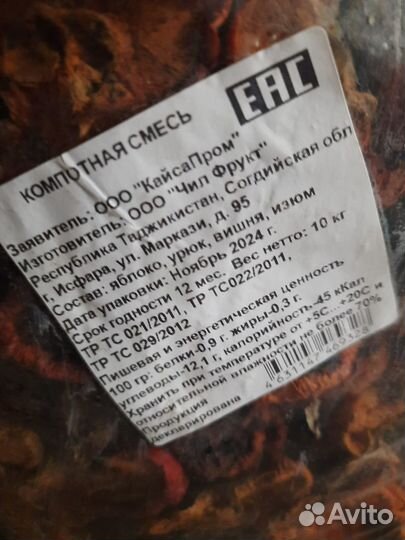 EAC
КОМПОТНАЯ СМЕСЬ
Заявитель: ООО "КайсаПром"
Изготовитель: ООО "Чил Фрукт"
Республика Таджикистан, Согдийская обл
г, Исфара, ул. Маркази, д. 95
Состав: яблоко, урюк, вишня, изюм
Дата упаковки: Ноябрь 2024 г.
Срок годности 12 мес. Вес нетто: 10 кг
ТР ТС 021/2011, ТР ТС022/2011,
ТР ТС 029/2012
Пищевая и энергетическая ценность
100 гр: белки-0,9 г. жиры-0,3 г.
углеводы-12,1 г, калорийность-45 кКал
Хранить при температуре от +5С...+20С и
относительной влажности не более 70%
Продукция
декларирована
4631147469328
Avito